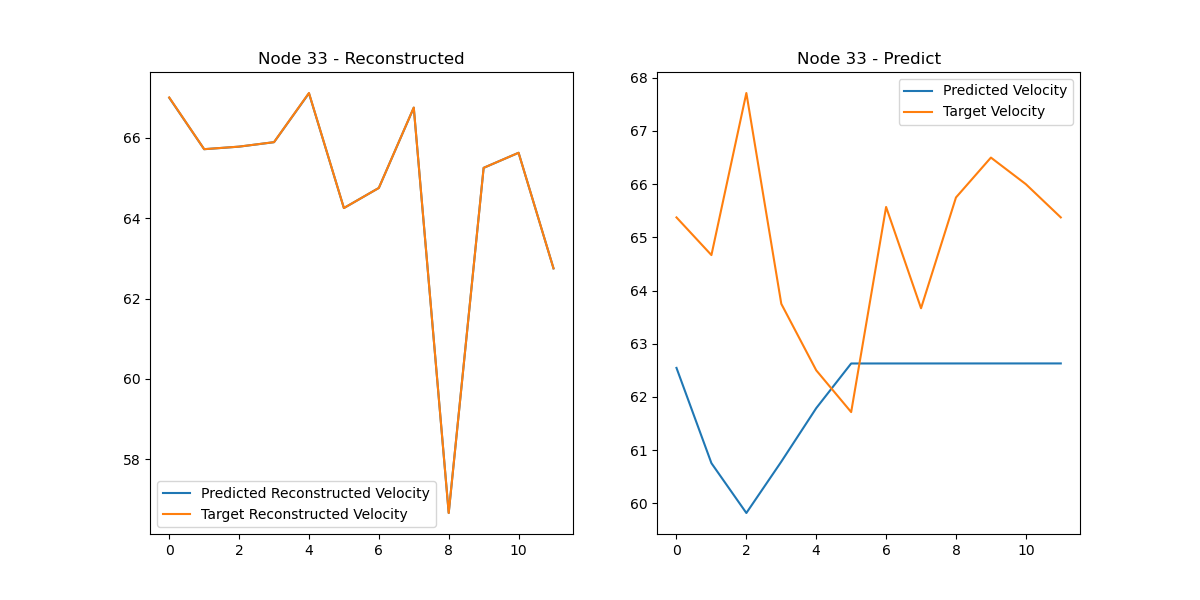 Node 33 - Reconstructed
66
64
62
60
58
Predicted Reconstructed Velocity
Target Reconstructed Velocity
0 2 4 6 8 10
Node 33 - Predict
68
67
66
65
64
63
62
61
60
Predicted Velocity
Target Velocity
0 2 4 6 8 10